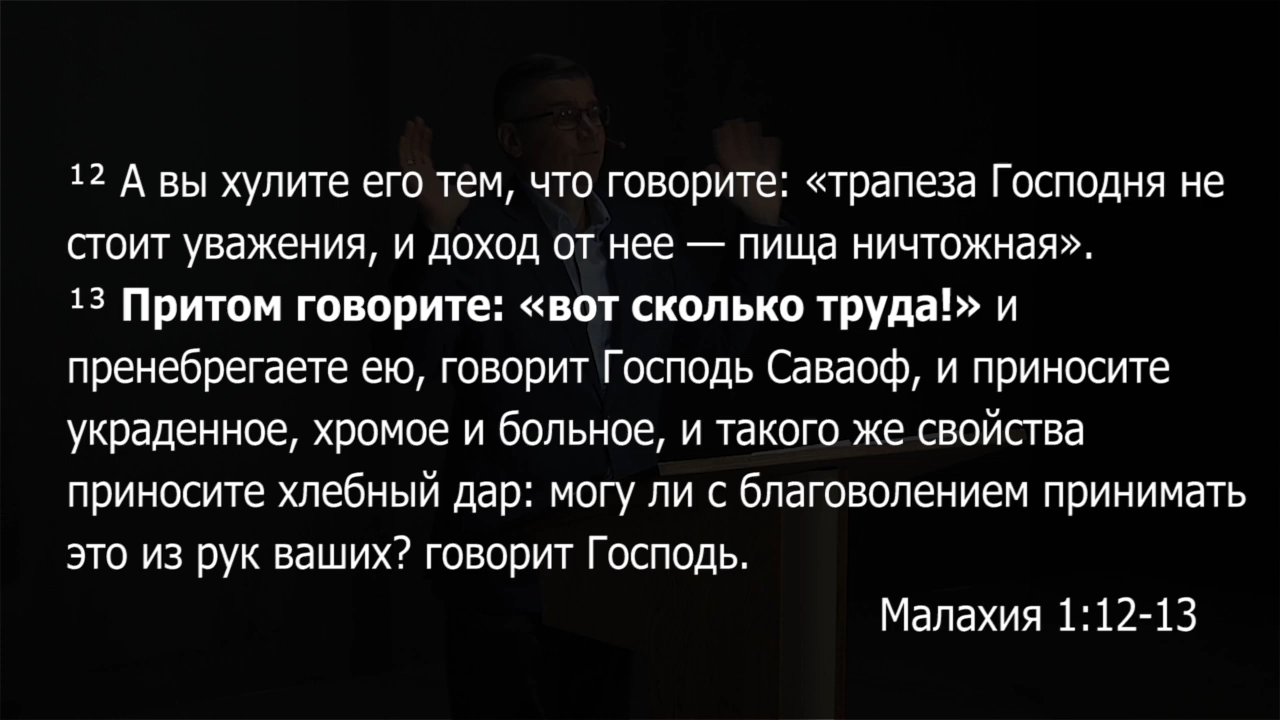 ¹² А вы хулите его тем, что говорите: «трапеза Господня не
стоит уважения, и доход от нее — пища ничтожная».
¹³ Притом говорите: «вот сколько труда!» и
пренебрегаете ею, говорит Господь Саваоф, и приносите
украденное, хромое и больное, и такого же свойства
приносите хлебный дар: могу ли с благоволением принимать
это из рук ваших? говорит Господь.
Малахия 1:12-13